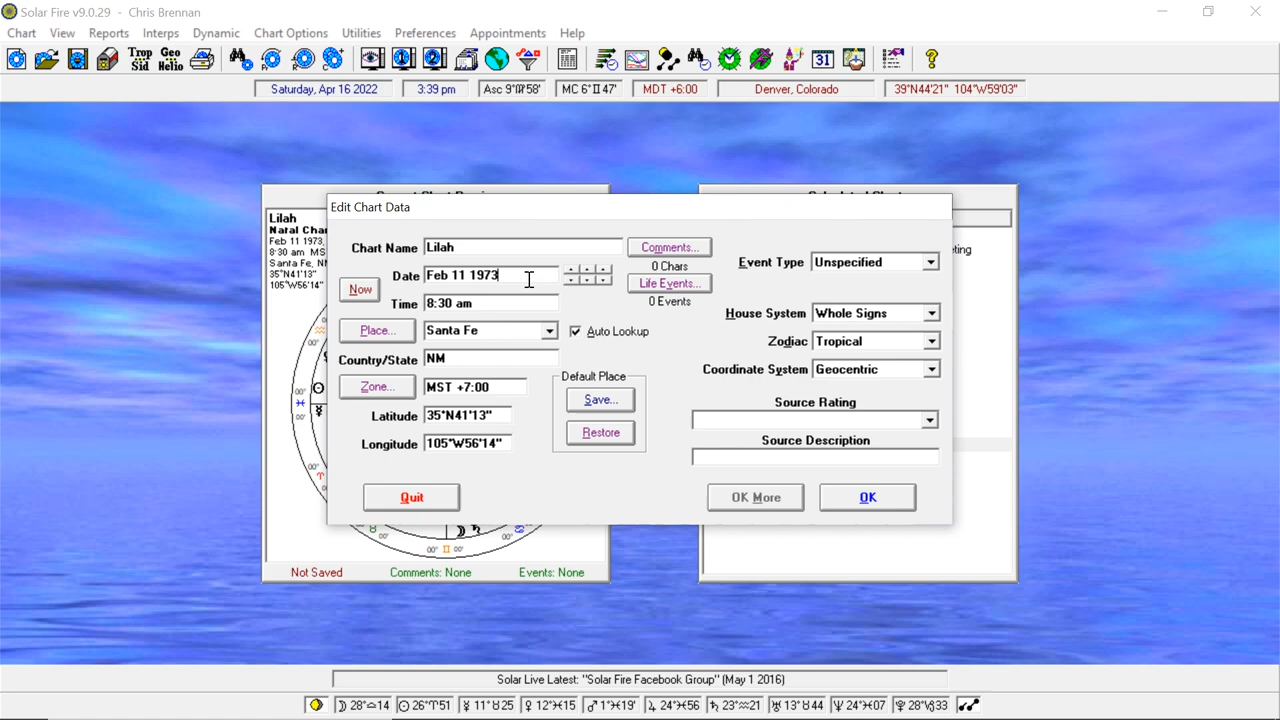 Solar Fire v9.0.29 - Chris Brennan
Chart View Reports Interps Dynamic Chart Options Utilities Preferences Appointments Help
Trop Sid Geo Helio
Saturday, Apr 16 2022 3:39 pm Asc 9°♍58' MC 6°♊47' MDT +6:00 Denver, Colorado 39°N44'21" 104°W59'03"
Edit Chart Data
Lilah
Natal Char
Feb 11 1973,
8:30 am MS
Santa Fe, N
35°N41'13"
105°W56'14"
Chart Name Lilah Comments...
0 Chars
Date Feb 11 1973
Now
Life Events...
0 Events
Time 8:30 am
Place... Santa Fe Auto Lookup
Country/State NM
Zone... MST +7:00
Latitude 35°N41'13"
Longitude 105°W56'14"
Default Place
Save...
Restore
Event Type Unspecified
House System Whole Signs
Zodiac Tropical
Coordinate System Geocentric
Source Rating
Source Description
Quit OK More OK
00° ♊ 00°
Not Saved Comments: None Events: None
Solar Live Latest: "Solar Fire Facebook Group" (May 1 2016)
☽28°♎14 ☉26°♈51 ☿11°♉25 ♀12°♓15 ♂1°♓19' ♃24°♓56 ♄23°♒21 ♅13°♉44 ♆24°♓07 28°♑33